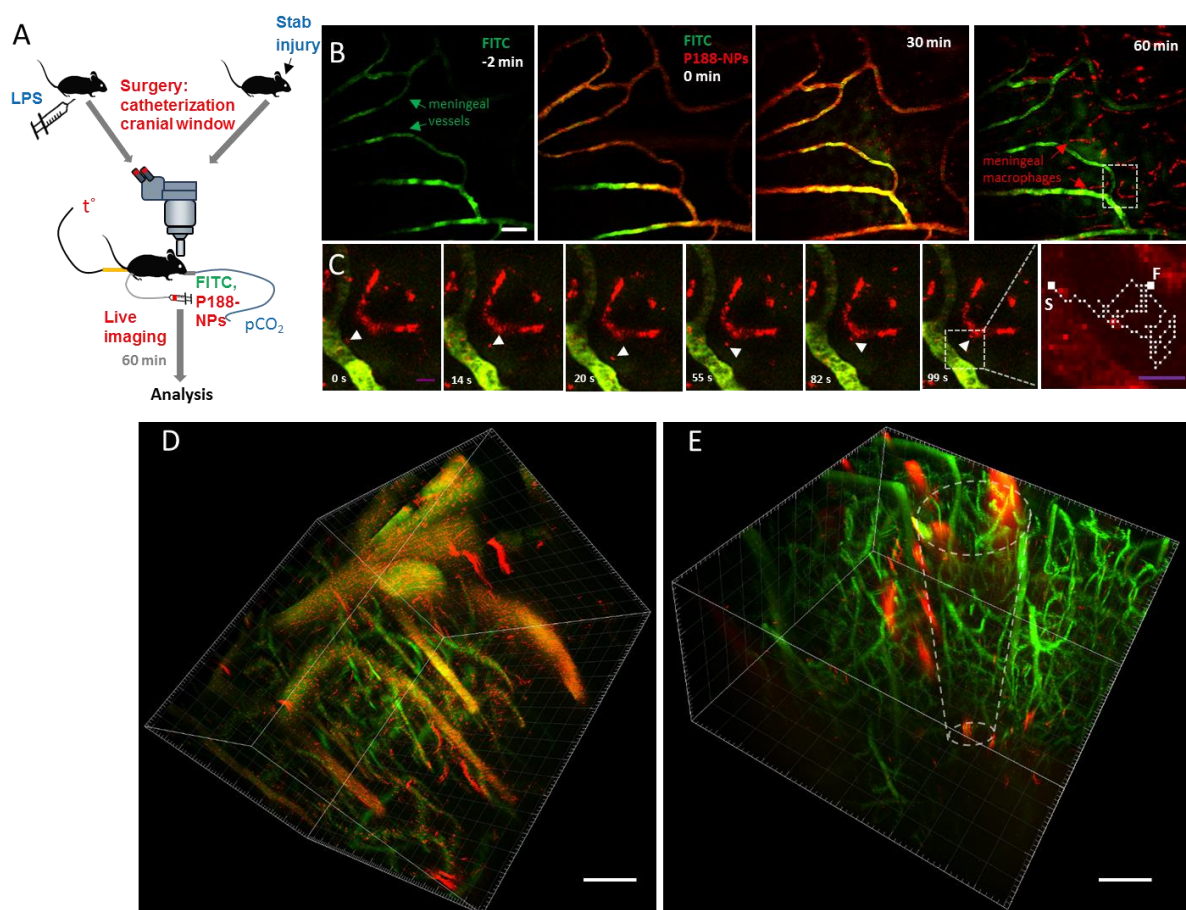 A
Stab
injury
LPS
Surgery:
catheterization
cranial window
t°
FITC,
P188-
NPs
pCO₂
Live
imaging
60 min
Analysis
B
FITC
-2 min
meningeal
vessels
FITC
P188-NPs
0 min
30 min
60 min
meningeal
macrophages
C
0 s
14 s
20 s
55 s
82 s
99 s
S
F
D
E